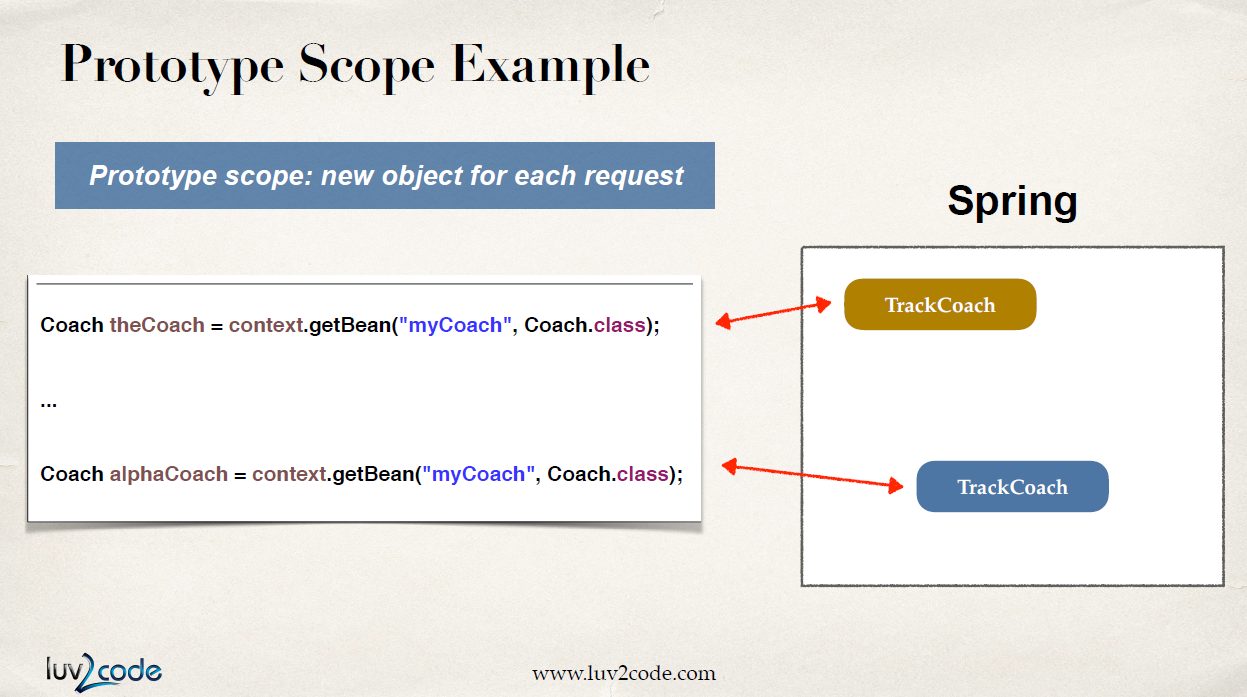 Prototype Scope Example
Prototype scope: new object for each request
Coach theCoach = context.getBean("myCoach", Coach.class);
...
Coach alphaCoach = context.getBean("myCoach", Coach.class);
Spring
TrackCoach
TrackCoach
luv2code
www.luv2code.com